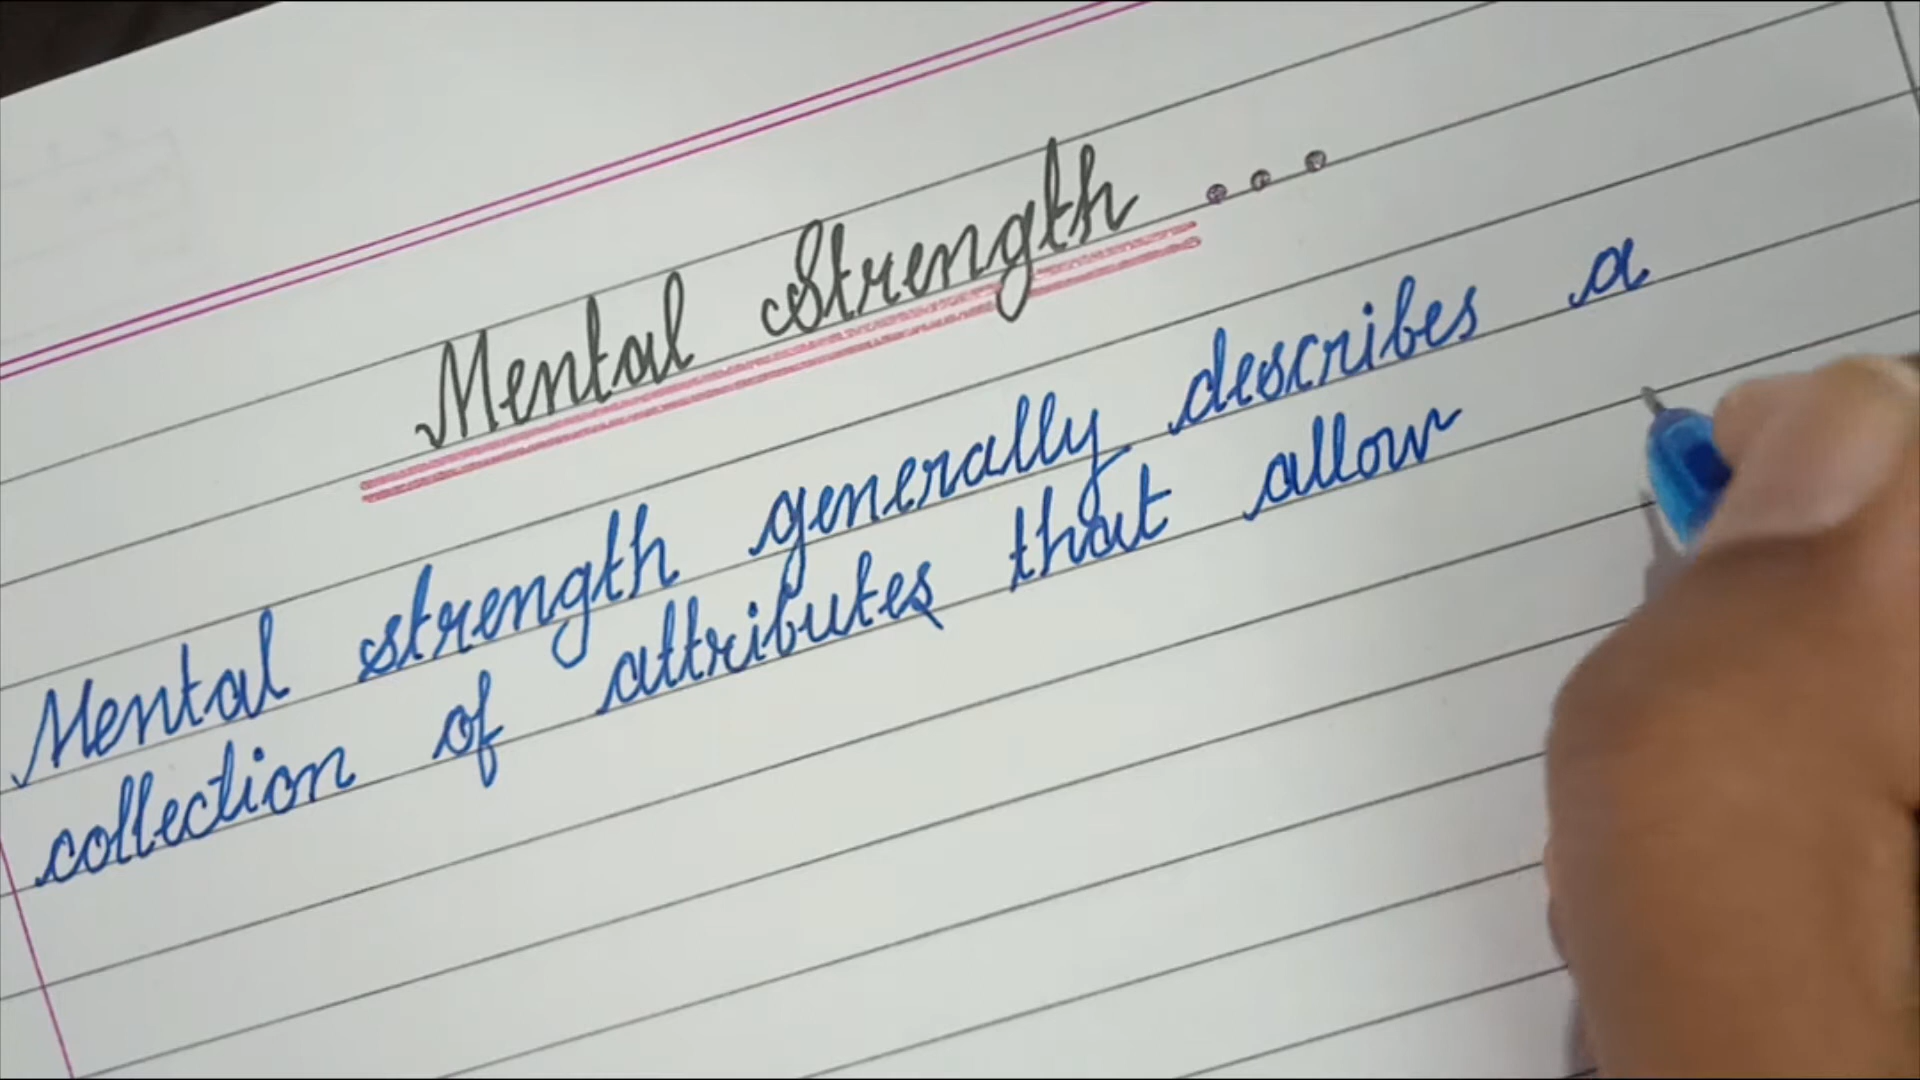 Mental Strength...
Mental strength generally describes a
collection of attributes that allow